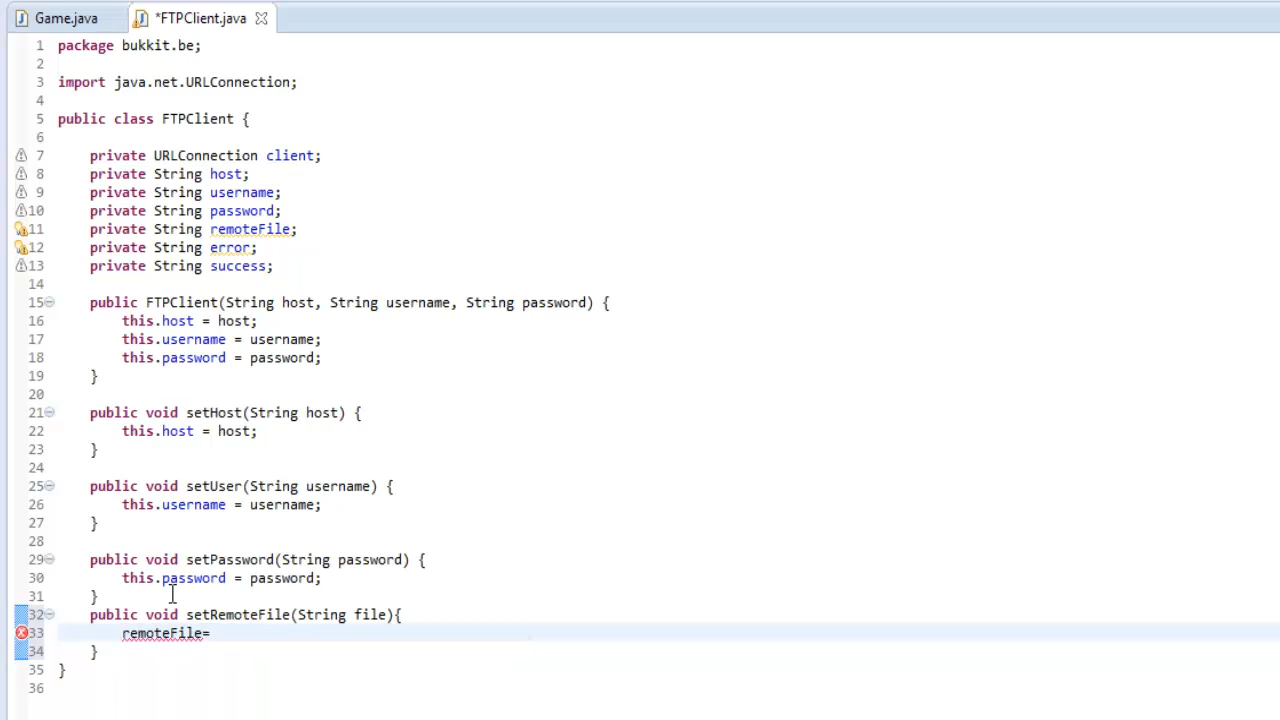 Game.java *FTPClient.java
1 package bukkit.be;
2
3 import java.net.URLConnection;
4
5 public class FTPClient {
6
7 private URLConnection client;
8 private String host;
9 private String username;
10 private String password;
11 private String remoteFile;
12 private String error;
13 private String success;
14
15 public FTPClient(String host, String username, String password) {
16 this.host = host;
17 this.username = username;
18 this.password = password;
19 }
20
21 public void setHost(String host) {
22 this.host = host;
23 }
24
25 public void setUser(String username) {
26 this.username = username;
27 }
28
29 public void setPassword(String password) {
30 this.password = password;
31 }
32 public void setRemoteFile(String file){
33 remoteFile=
34 }
35 }
36